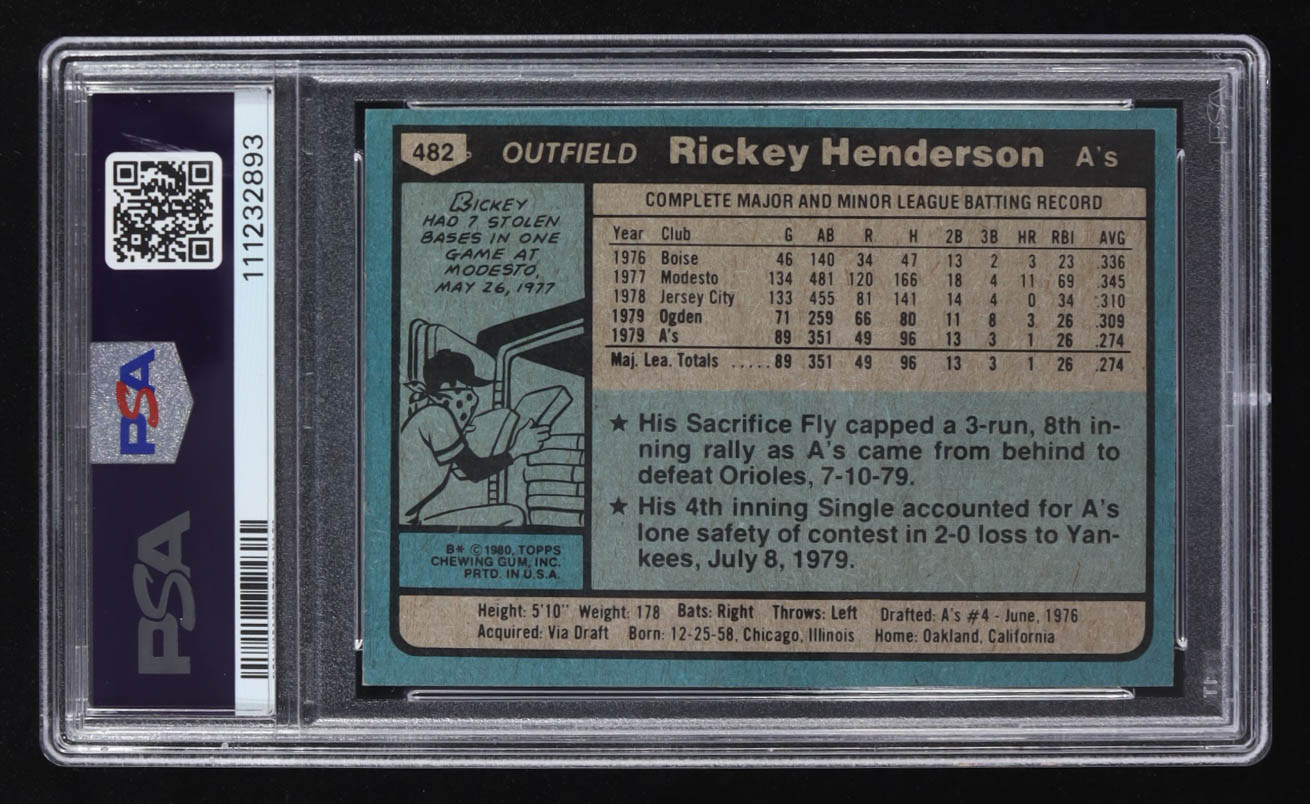 111232893
PSA
PSA
482
OUTFIELD Rickey Henderson A's
RICKEY
HAD 7 STOLEN
BASES IN ONE
GAME AT
MODESTO,
MAY 26, 1977
B* © 1980, TOPPS
CHEWING GUM, INC.
PRTD. IN U.S.A.
COMPLETE MAJOR AND MINOR LEAGUE BATTING RECORD
Year Club G AB R H 2B 3B HR RBI AVG
1976 Boise 46 140 34 47 13 2 3 23 .336
1977 Modesto 134 481 120 166 18 4 11 69 .345
1978 Jersey City 133 455 81 141 14 4 0 34 .310
1979 Ogden 71 259 66 80 11 8 3 26 .309
1979 A's 89 351 49 96 13 3 1 26 .274
Maj. Lea. Totals .....89 351 49 96 13 3 1 26 .274
★ His Sacrifice Fly capped a 3-run, 8th in-
ning rally as A's came from behind to
defeat Orioles, 7-10-79.
★ His 4th inning Single accounted for A's
lone safety of contest in 2-0 loss to Yan-
kees, July 8, 1979.
Height: 5'10" Weight: 178 Bats: Right Throws: Left Drafted: A's #4 - June, 1976
Acquired: Via Draft Born: 12-25-58, Chicago, Illinois Home: Oakland, California